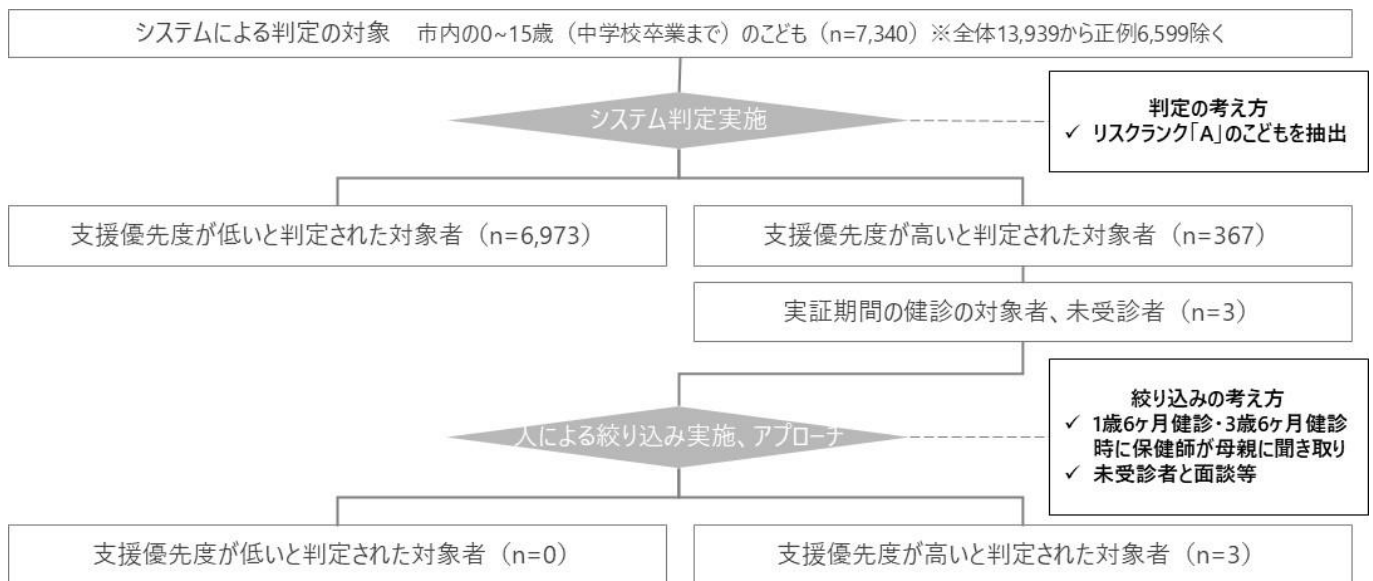 システムによる判定の対象　市内の0~15歳（中学校卒業まで）のこども（n=7,340）※全体13,939から正例6,599除く
システム判定実施
判定の考え方
✓ リスクランク「A」のこどもを抽出
支援優先度が低いと判定された対象者（n=6,973）
支援優先度が高いと判定された対象者（n=367）
実証期間の健診の対象者、未受診者（n=3）
人による絞り込み実施、アプローチ
絞り込みの考え方
✓ 1歳6ヶ月健診・3歳6ヶ月健診
時に保健師が母親に聞き取り
✓ 未受診者と面談等
支援優先度が低いと判定された対象者（n=0）
支援優先度が高いと判定された対象者（n=3）